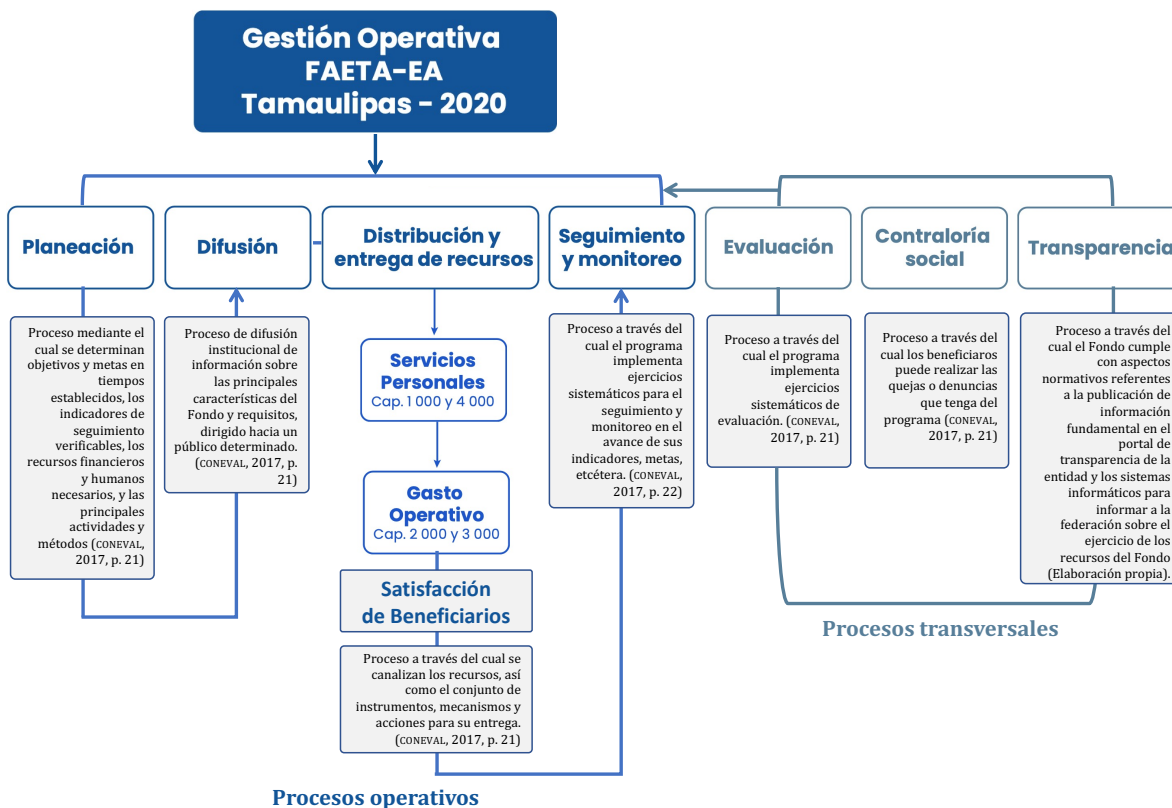 Gestión Operativa
FAETA-EA
Tamaulipas - 2020
Planeación
Proceso mediante el
cual se determinan
objetivos y metas en
tiempos
establecidos, los
indicadores de
seguimiento
verificables, los
recursos financieros
y humanos
necesarios, y las
principales
actividades y
métodos (CONEVAL,
2017, p. 21)
Difusión
Proceso de difusión
institucional de
información sobre
las principales
características del
Fondo y requisitos,
dirigido hacia un
público determinado.
(CONEVAL, 2017, p.
21)
Distribución y
entrega de recursos
Servicios
Personales
Cap. 1 000 y 4 000
Gasto
Operativo
Cap. 2 000 y 3 000
Satisfacción
de Beneficiarios
Proceso a través del cual se
canalizan los recursos, así
como el conjunto de
instrumentos, mecanismos y
acciones para su entrega.
(CONEVAL, 2017, p. 21)
Seguimiento
y monitoreo
Proceso a través del
cual el programa
implementa
ejercicios
sistemáticos para el
seguimiento y
monitoreo en el
avance de sus
indicadores, metas,
etcétera. (CONEVAL,
2017, p. 22)
Procesos operativos
Evaluación
Proceso a través del
cual el programa
implementa
ejercicios
sistemáticos de
evaluación. (CONEVAL,
2017, p. 21)
Contraloría
social
Proceso a través del
cual los beneficiaros
puede realizar las
quejas o denuncias
que tenga del
programa (CONEVAL,
2017, p. 21)
Transparencia
Proceso a través del
cual el Fondo cumple
con aspectos
normativos referentes
a la publicación de
información
fundamental en el
portal de
transparencia de la
entidad y los sistemas
informáticos para
informar a la
federación sobre el
ejercicio de los
recursos del Fondo
(Elaboración propia).
Procesos transversales